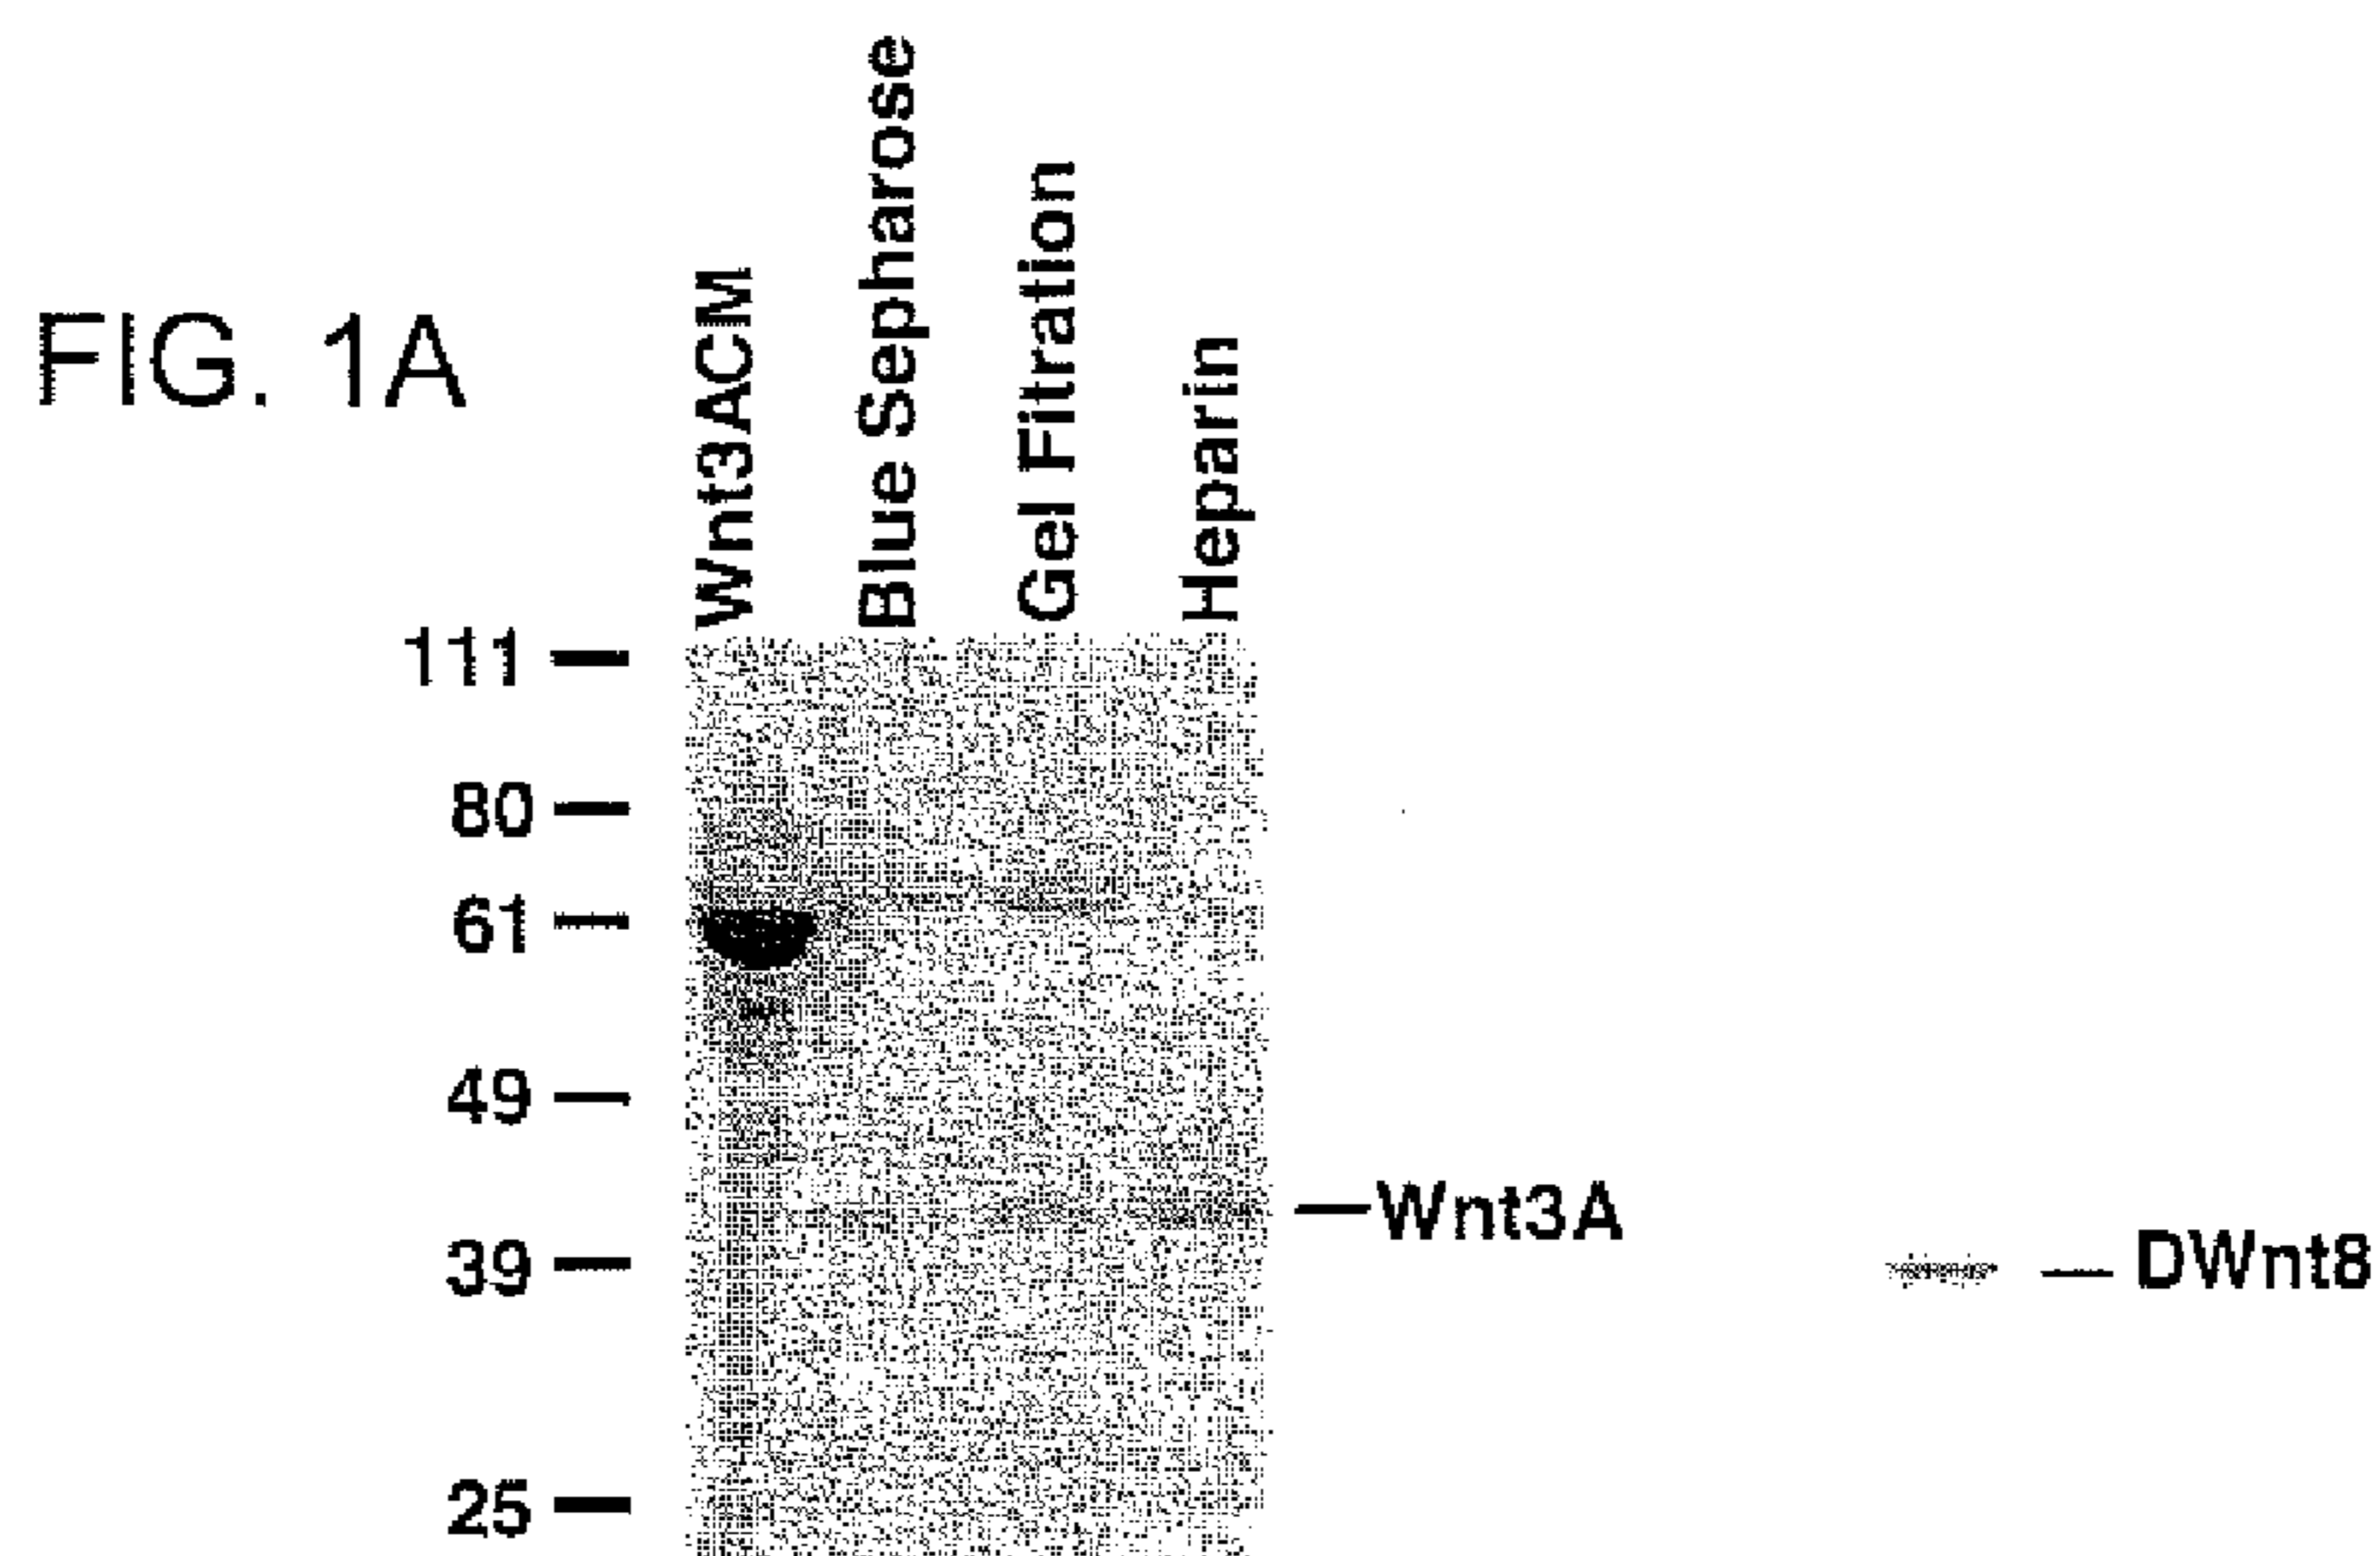 FIG. 1A
Wnt3ACM
Blue Sepharose
Gel Fitration
Heparin
111
80
61
49
39
25
Wnt3A
DWnt8